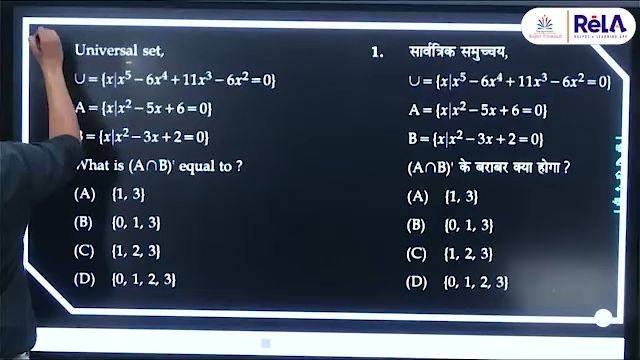 RēLA
Universal set,
∪ = {x|x⁵ − 6x⁴ + 11x³ − 6x² = 0}
A = {x|x² − 5x + 6 = 0}
= {x|x² − 3x + 2 = 0}
What is (A∩B)' equal to ?
(A) {1, 3}
(B) {0, 1, 3}
(C) {1, 2, 3}
(D) {0, 1, 2, 3}
1. सार्वत्रिक समुच्चय,
∪ = {x|x⁵ − 6x⁴ + 11x³ − 6x² = 0}
A = {x|x² − 5x + 6 = 0}
B = {x|x² − 3x + 2 = 0}
(A∩B)' के बराबर क्या होगा ?
(A) {1, 3}
(B) {0, 1, 3}
(C) {1, 2, 3}
(D) {0, 1, 2, 3}